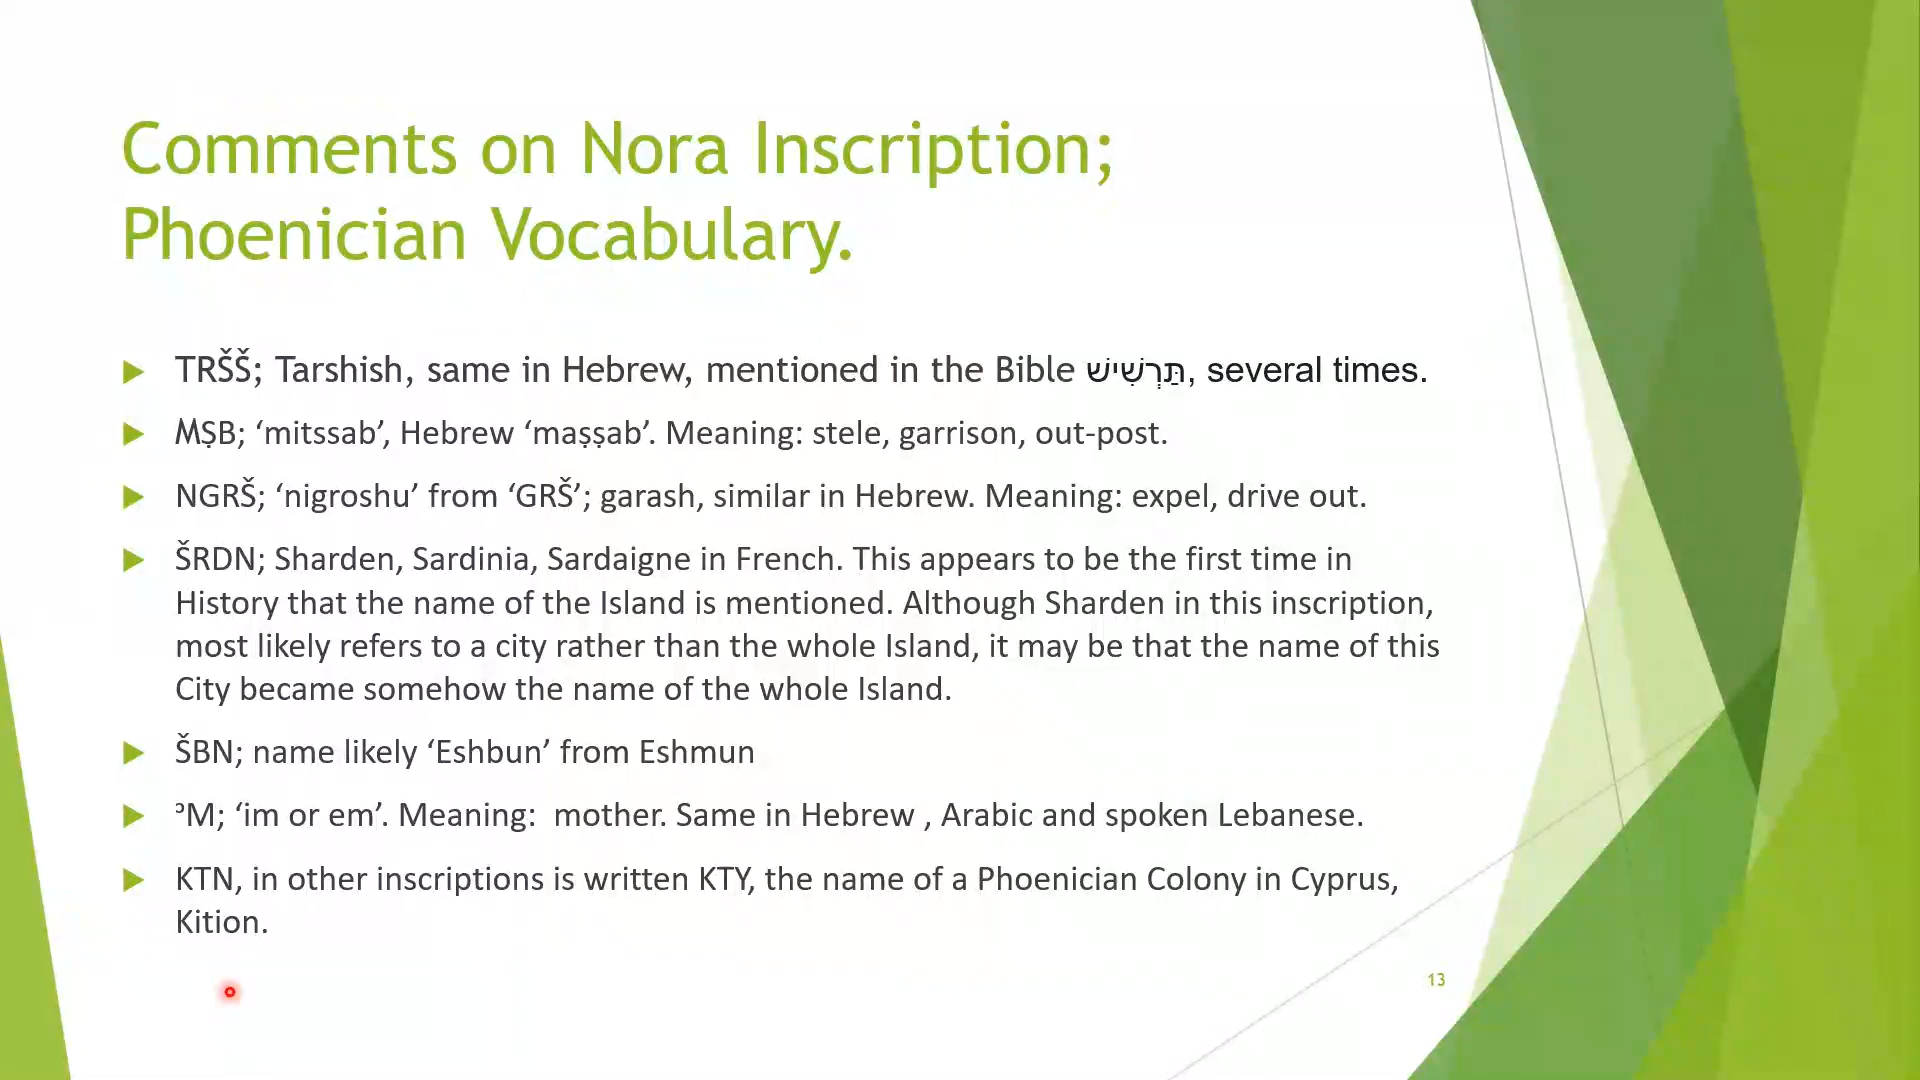 Comments on Nora Inscription;
Phoenician Vocabulary.
TRŠŠ; Tarshish, same in Hebrew, mentioned in the Bible תַּרְשִׁישׁ, several times.
MṢB; ‘mitssab’, Hebrew ‘maṣṣab’. Meaning: stele, garrison, out-post.
NGRŠ; ‘nigroshu’ from ‘GRŠ’; garash, similar in Hebrew. Meaning: expel, drive out.
ŠRDN; Sharden, Sardinia, Sardaigne in French. This appears to be the first time in
History that the name of the Island is mentioned. Although Sharden in this inscription,
most likely refers to a city rather than the whole Island, it may be that the name of this
City became somehow the name of the whole Island.
ŠBN; name likely ‘Eshbun’ from Eshmun
ᵓM; ‘im or em’. Meaning:  mother. Same in Hebrew , Arabic and spoken Lebanese.
KTN, in other inscriptions is written KTY, the name of a Phoenician Colony in Cyprus,
Kition.
13